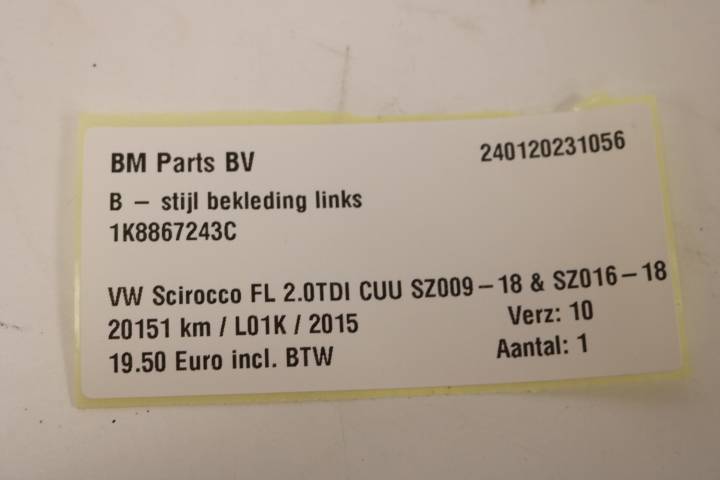 BM Parts BV 240120231056
B – stijl bekleding links
1K8867243C
VW Scirocco FL 2.0TDI CUU SZ009–18 & SZ016–18
20151 km / L01K / 2015 Verz: 10
19.50 Euro incl. BTW Aantal: 1